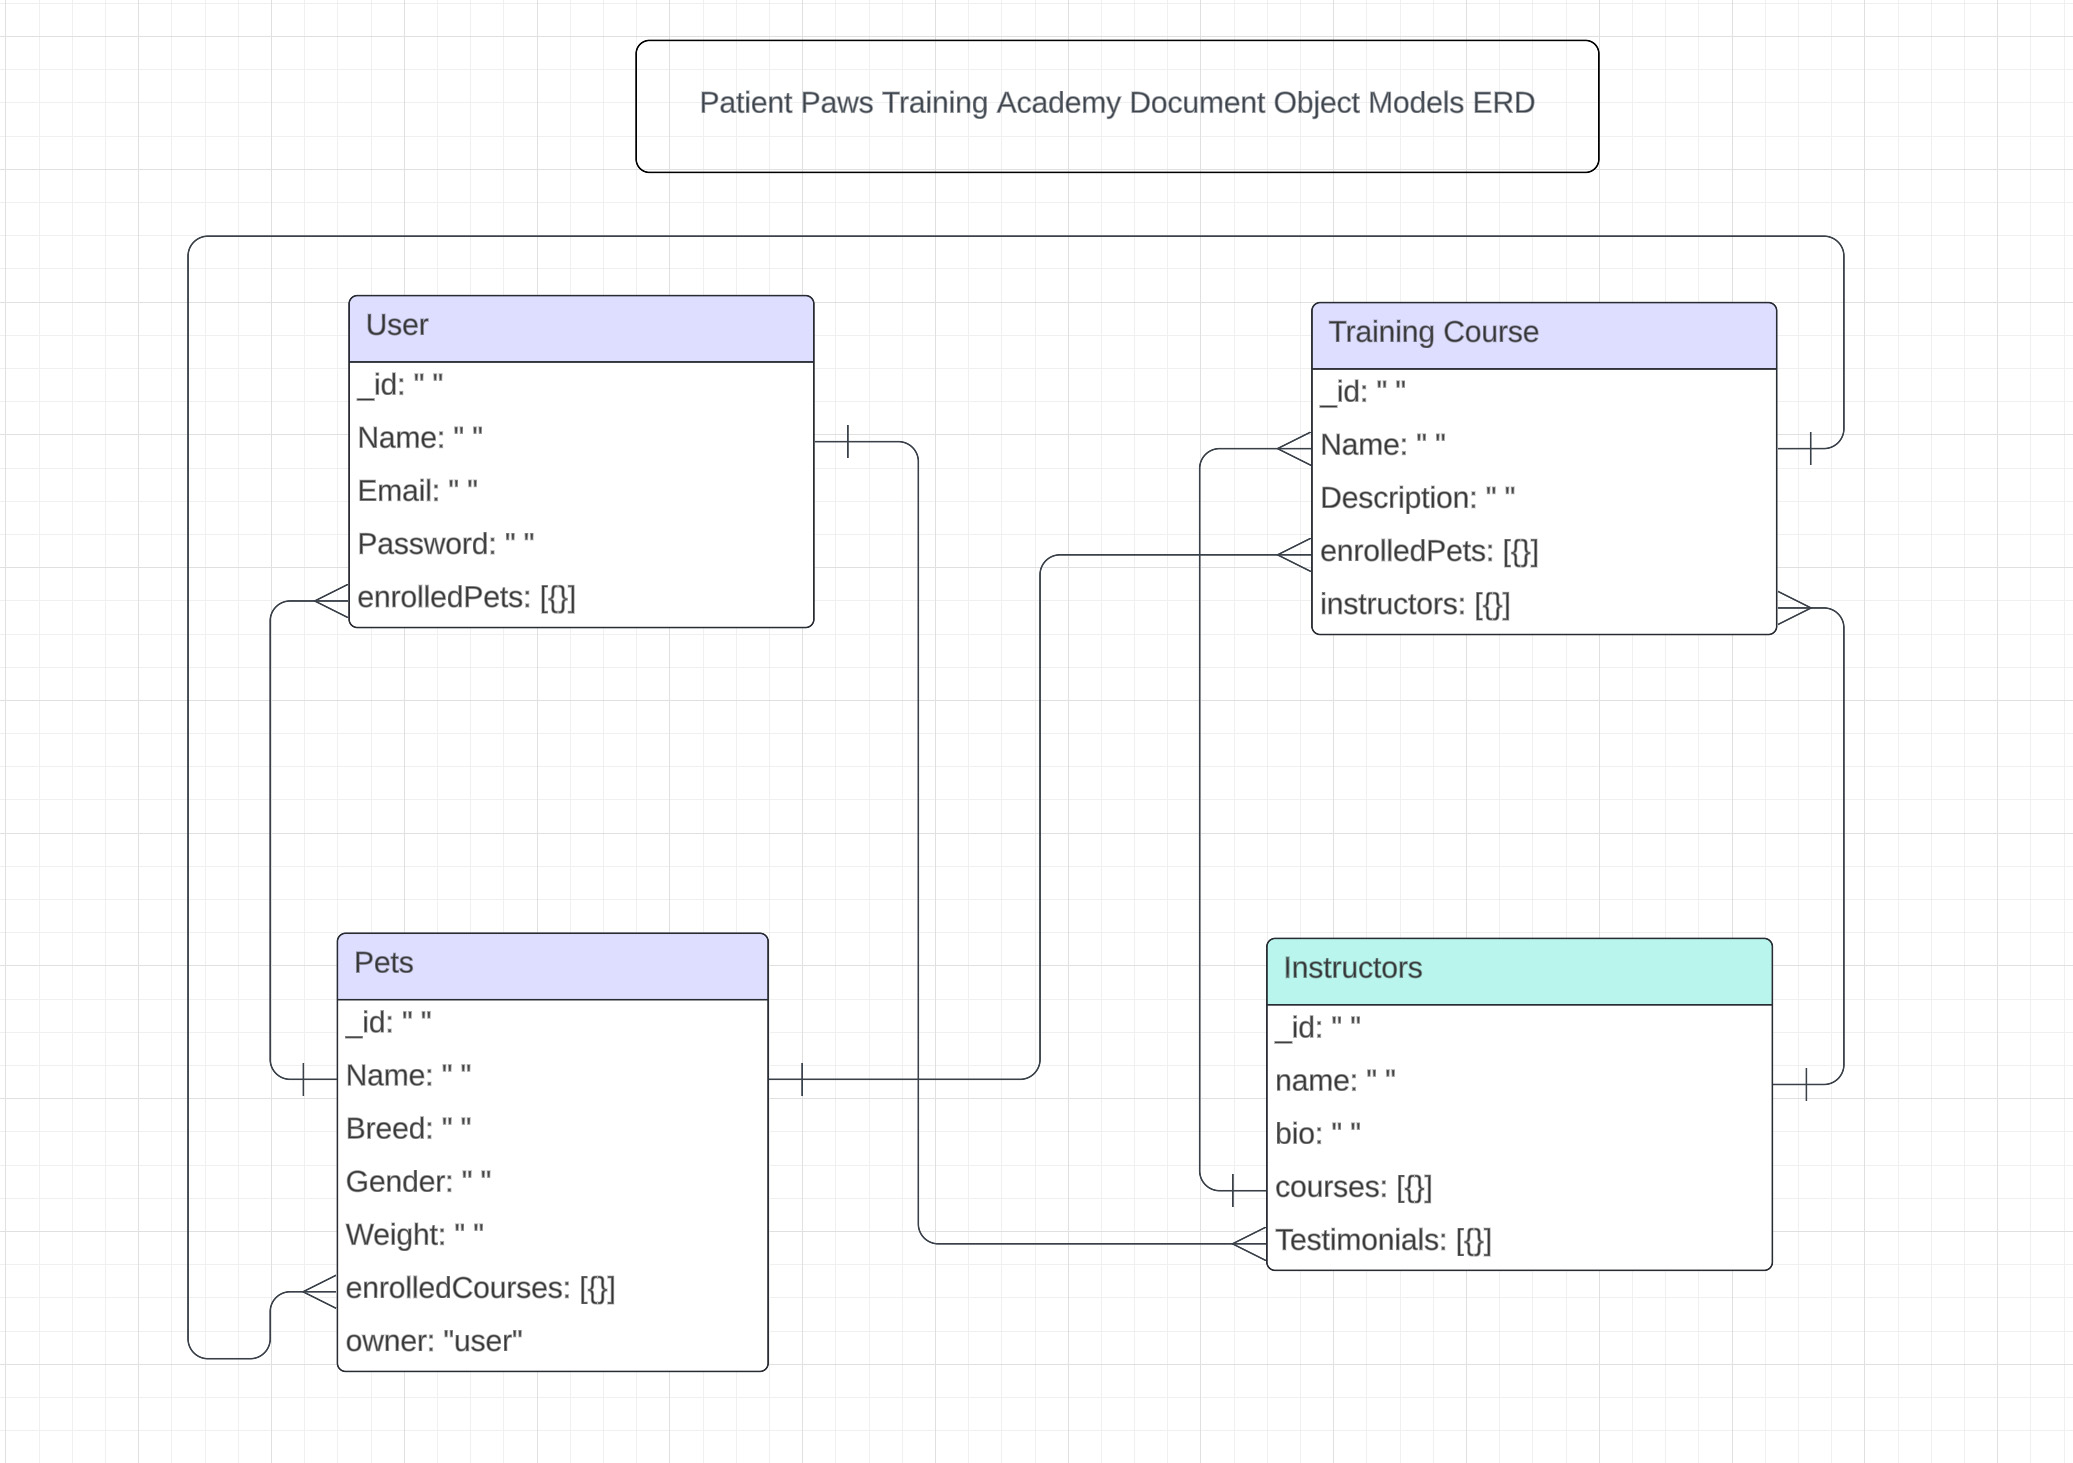 Patient Paws Training Academy Document Object Models ERD
User
_id: " "
Name: " "
Email: " "
Password: " "
enrolledPets: [{}]
Training Course
_id: " "
Name: " "
Description: " "
enrolledPets: [{}]
instructors: [{}]
Pets
_id: " "
Name: " "
Breed: " "
Gender: " "
Weight: " "
enrolledCourses: [{}]
owner: "user"
Instructors
_id: " "
name: " "
bio: " "
courses: [{}]
Testimonials: [{}]